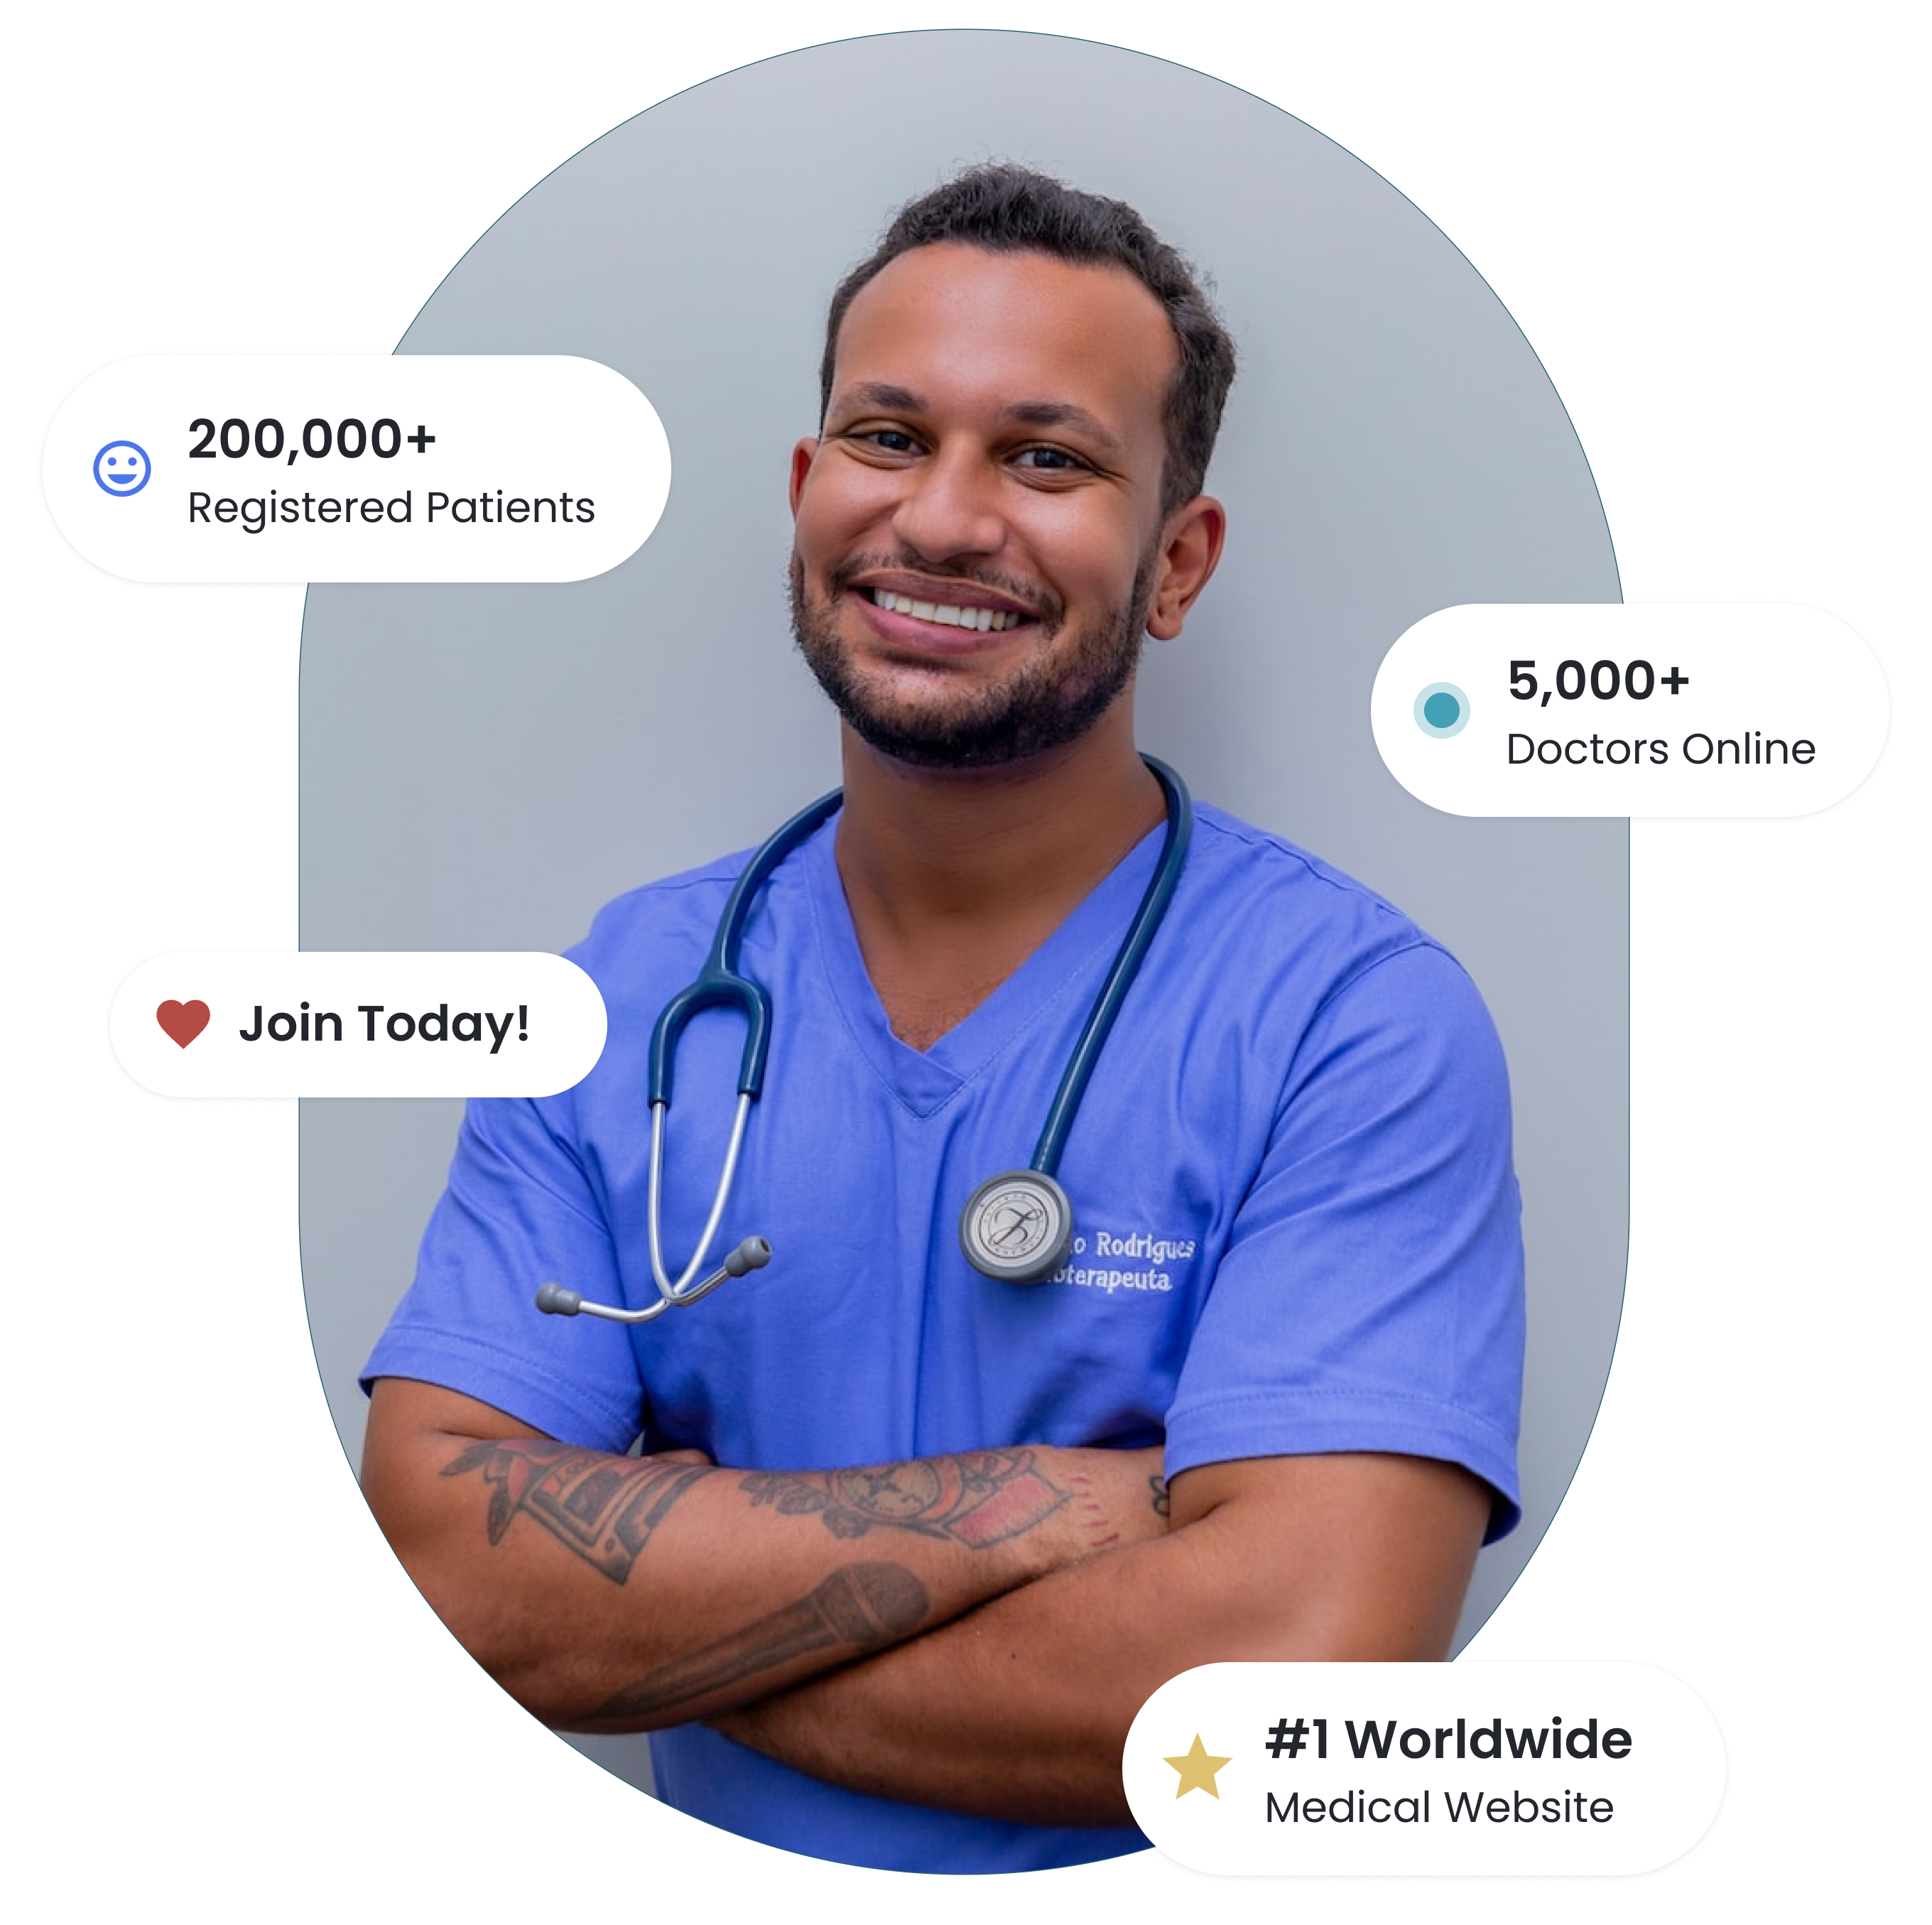 200,000+
Registered Patients
5,000+
Doctors Online
Join Today!
Rodrigues
#1 Worldwide
Medical Website